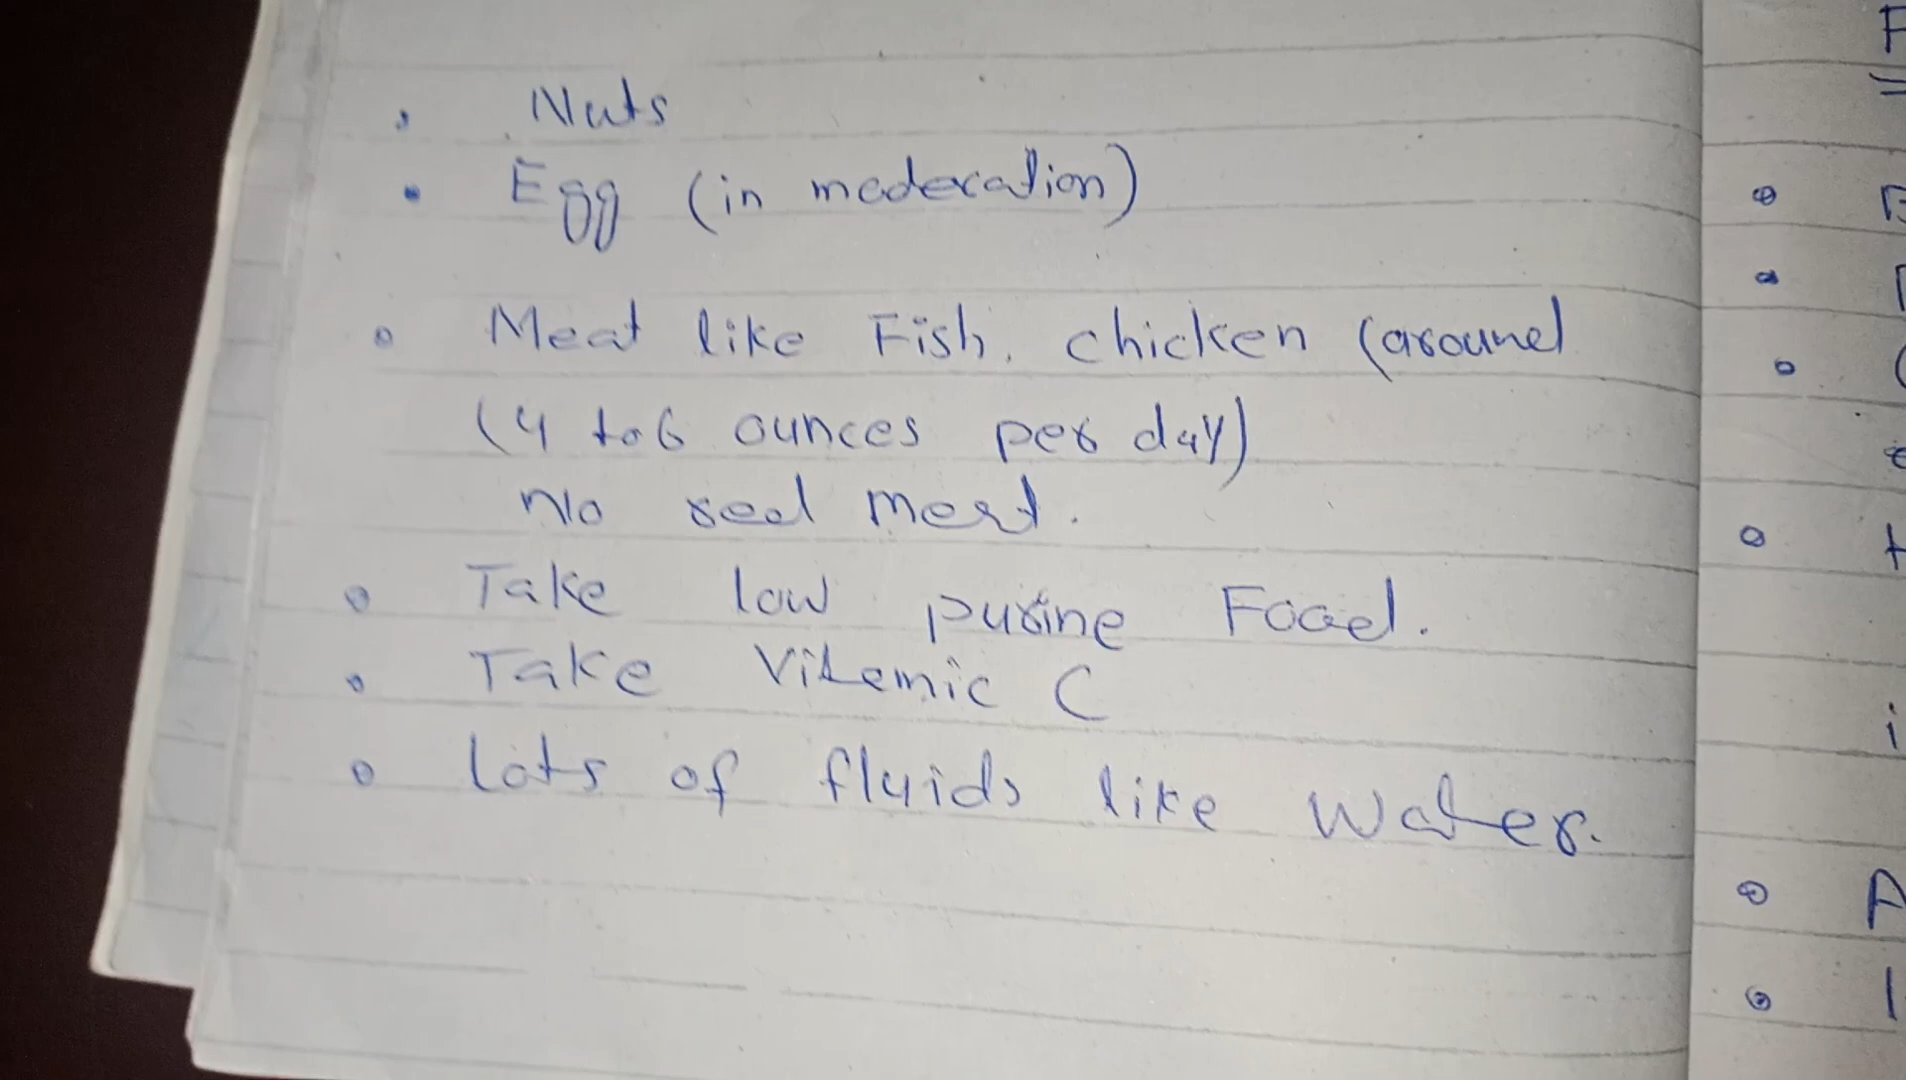 • Nuts
• Egg (in moderation)
• Meat like Fish, chicken (around
(4 to 6 ounces per day)
No red meat.
• Take low purine Food.
• Take Vitemic C
• Lots of fluids like water.